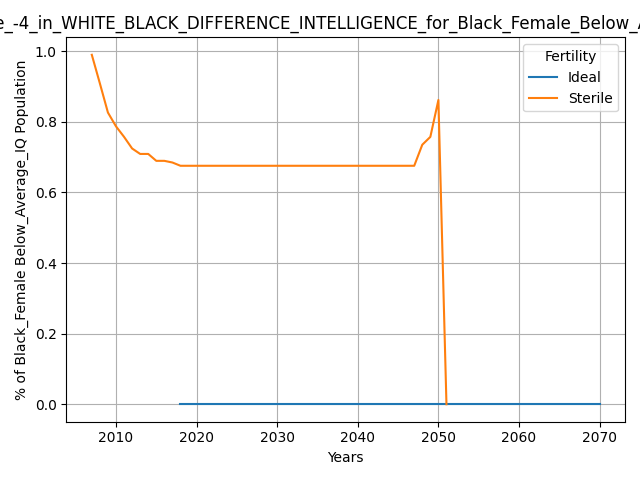 e_-4_in_WHITE_BLACK_DIFFERENCE_INTELLIGENCE_for_Black_Female_Below_A
1.0
0.8
0.6
0.4
0.2
0.0
% of Black_Female Below_Average_IQ Population
Fertility
Ideal
Sterile
2010 2020 2030 2040 2050 2060 2070
Years